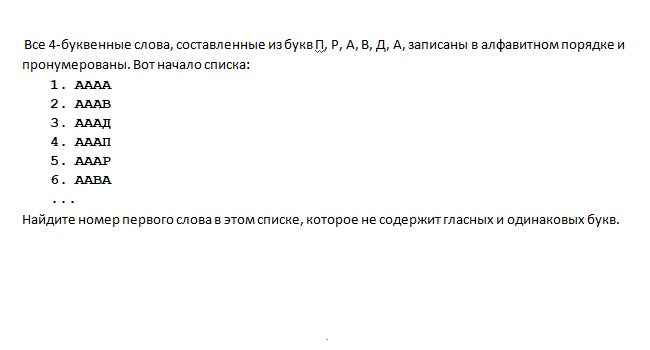 Все 4-буквенные слова, составленные из букв П, Р, А, В, Д, А, записаны в алфавитном порядке и
пронумерованы. Вот начало списка:
1. АААА
2. АААВ
3. АААД
4. АААП
5. АААР
6. ААВА
...
Найдите номер первого слова в этом списке, которое не содержит гласных и одинаковых букв.